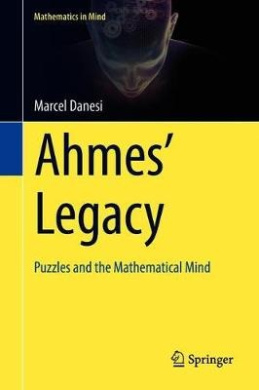 Mathematics in Mind
Marcel Danesi
Ahmes’
Legacy
Puzzles and the Mathematical Mind
Springer